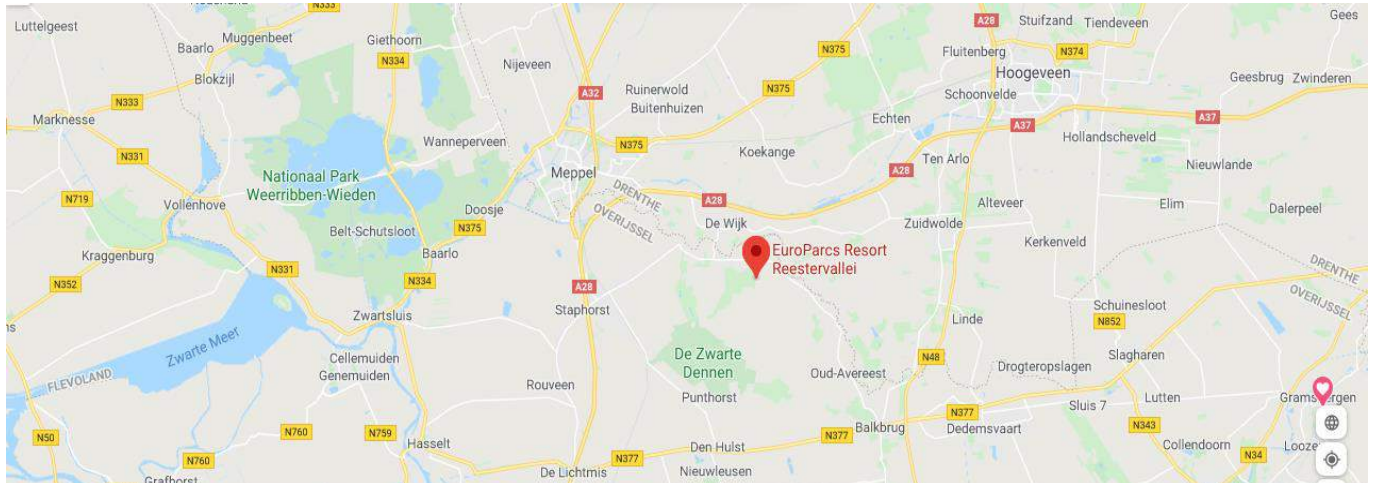 Luttelgeest
Muggenbeet
Baarlo
Giethoorn
N334
Blokzijl
Nijeveen
N333
Marknesse
A32
Ruinerwold
Buitenhuizen
N375
N375
A28
Stuifzand
Tiendeveen
Gees
Fluitenberg
N374
Hoogeveen
Schoonvelde
Geesbrug
Zwinderen
A37
A37
Echten
Hollandscheveld
N331
Wanneperveen
N375
Koekange
Ten Arlo
Nieuwlande
Nationaal Park
Weerribben-Wieden
Meppel
A28
N719
Vollenhove
Doosje
DRENTHE
OVERIJSSEL
A28
De Wijk
Zuidwolde
Alteveer
Elim
Dalerpeel
Belt-Schutsloot
N375
Kerkenveld
Kraggenburg
Baarlo
EuroParcs Resort
Reestervallei
N331
N334
N352
A28
DRENTHE
OVERIJSSEL
Zwartsluis
Staphorst
Schuinesloot
N852
Linde
Zwarte Meer
De Zwarte
Dennen
Cellemuiden
Genemuiden
N48
Slagharen
FLEVOLAND
Rouveen
Oud-Avereest
Drogteropslagen
Punthorst
Lutten
Sluis 7
N50
N760
N759
N377
N377
Balkbrug
Dedemsvaart
N343
Hasselt
Den Hulst
Collendoorn
N760
N377
N34
De Lichtmis
Nieuwleusen
Grafhorst